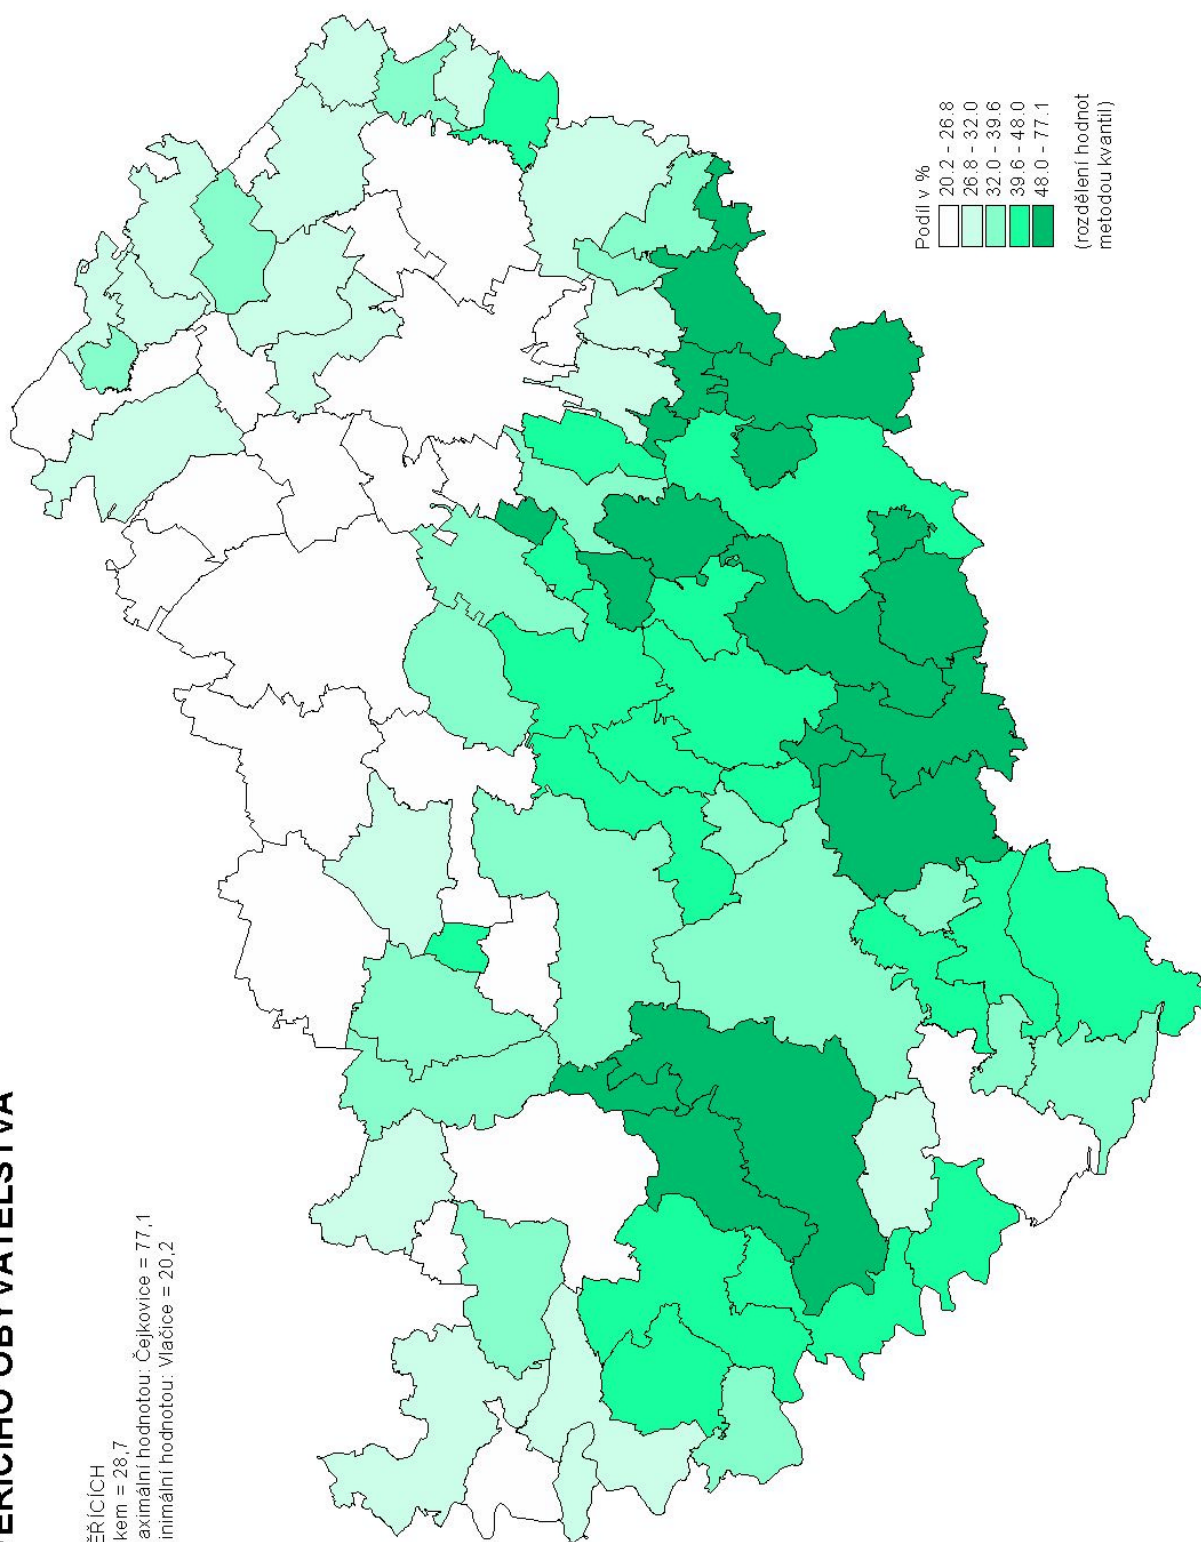 ĚŘÍCÍHO OBYVATELSTVA
ĚŘÍCÍCH
kem = 28,7
aximální hodnotou: Čejkovice = 77,1
inimální hodnotou: Vlačice = 20,2
Podíl v %
20.2 - 26.8
26.8 - 32.0
32.0 - 39.6
39.6 - 48.0
48.0 - 77.1
(rozdělení hodnot
metodou kvantil)